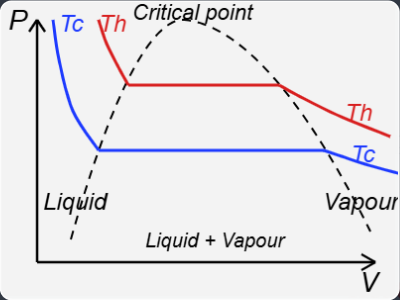 Critical point
P
Tc
Th
Th
Tc
Liquid
Vapour
Liquid + Vapour
V